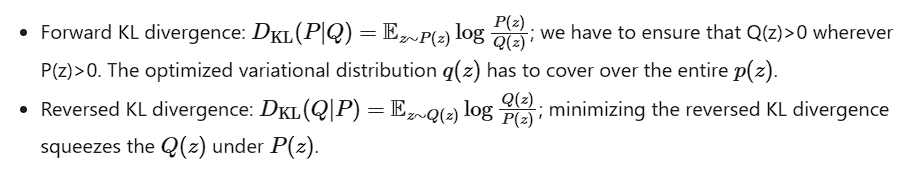 • Forward KL divergence: $D_{\text{KL}}(P|Q) = \mathbb{E}_{z\sim P(z)} \log \frac{P(z)}{Q(z)}$; we have to ensure that Q(z)>0 wherever
P(z)>0. The optimized variational distribution $q(z)$ has to cover over the entire $p(z)$.
• Reversed KL divergence: $D_{\text{KL}}(Q|P) = \mathbb{E}_{z\sim Q(z)} \log \frac{Q(z)}{P(z)}$; minimizing the reversed KL divergence
squeezes the $Q(z)$ under $P(z)$.